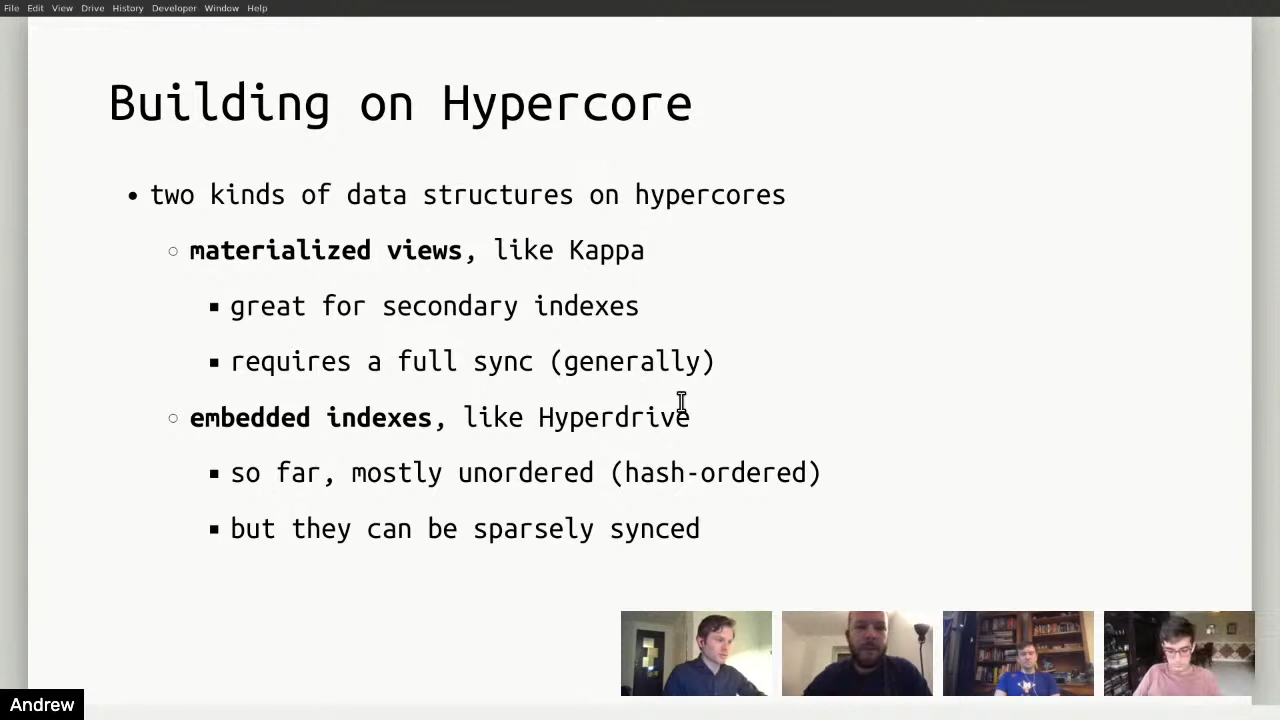 File Edit View Drive History Developer Window Help
Building on Hypercore
• two kinds of data structures on hypercores
○ materialized views, like Kappa
▪ great for secondary indexes
▪ requires a full sync (generally)
○ embedded indexes, like Hyperdrive
▪ so far, mostly unordered (hash-ordered)
▪ but they can be sparsely synced
Andrew